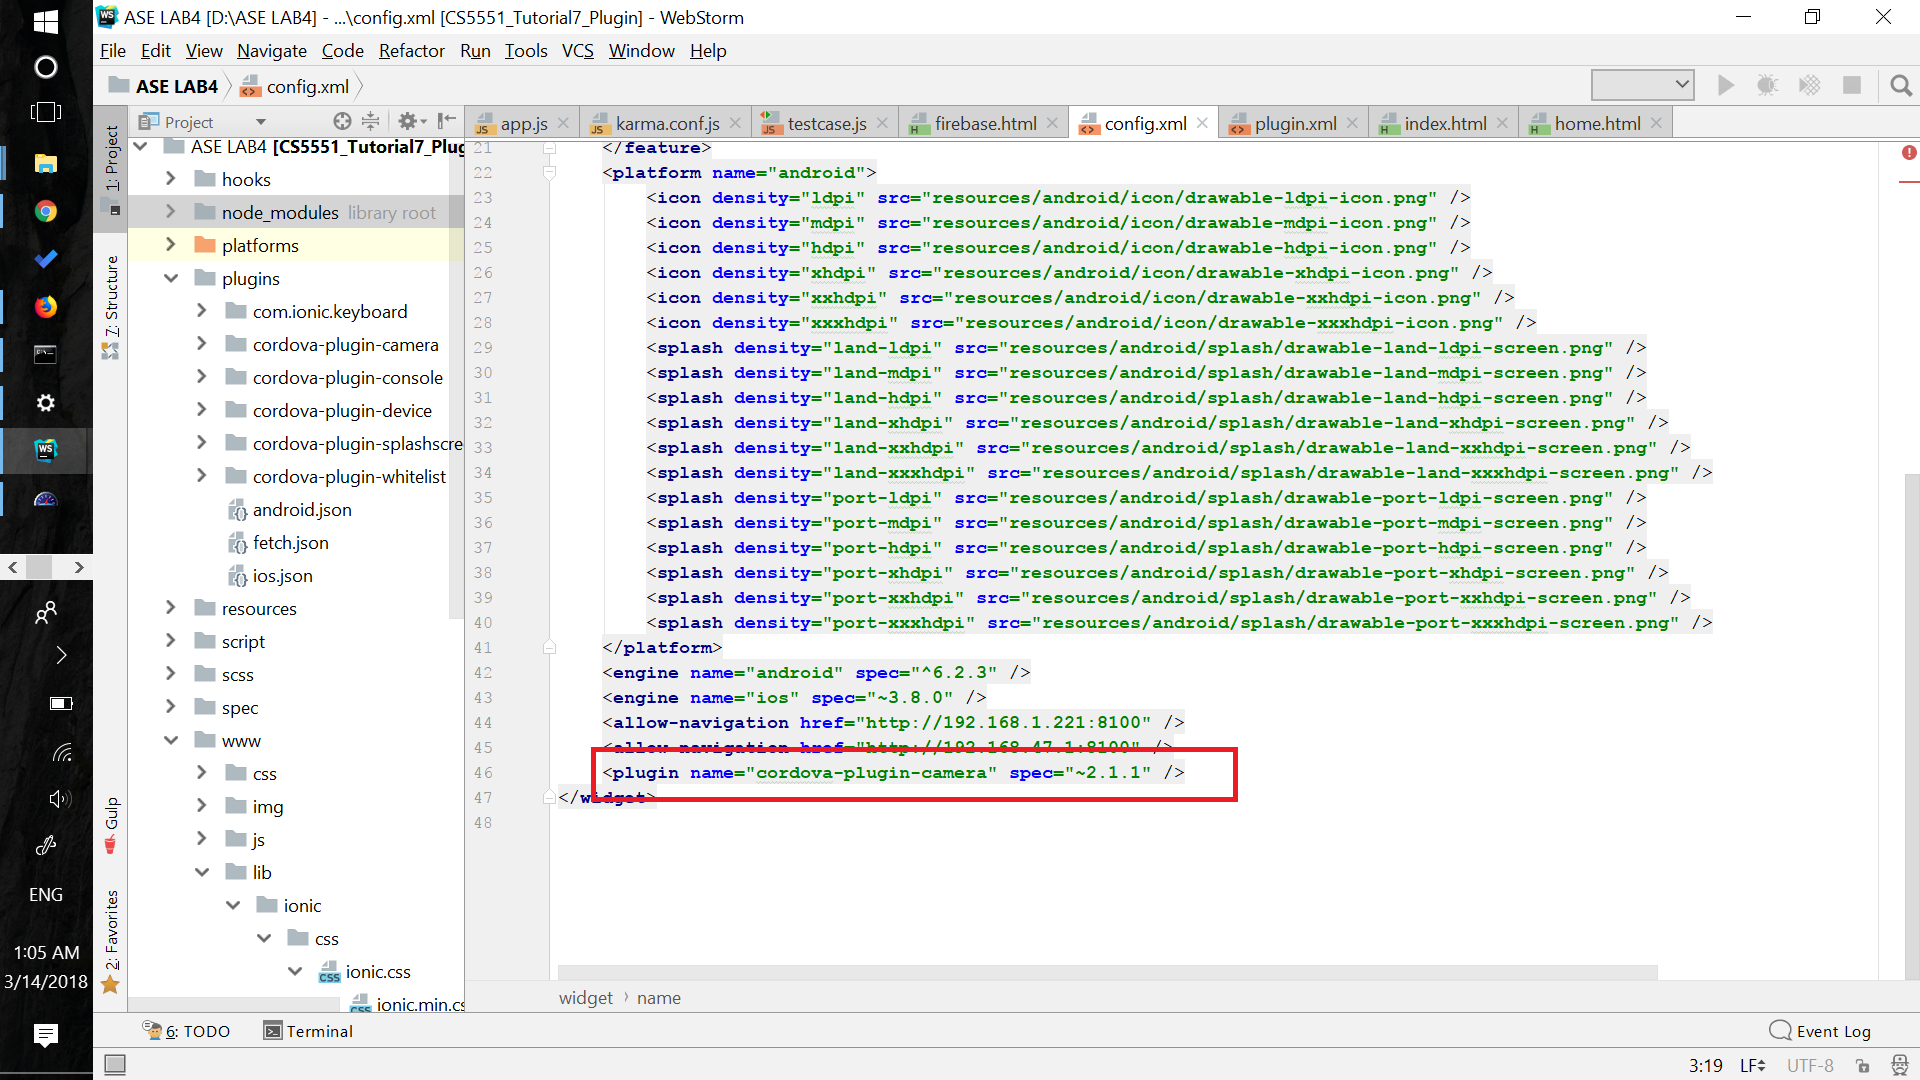 ASE LAB4 [D:\ASE LAB4] - ...\config.xml [CS5551_Tutorial7_Plugin] - WebStorm
File Edit View Navigate Code Refactor Run Tools VCS Window Help
ASE LAB4 config.xml
Project
app.js karma.conf.js testcase.js firebase.html config.xml plugin.xml index.html home.html
1: Project
7: Structure
Gulp
2: Favorites
ASE LAB4 [CS5551_Tutorial7_Plug
hooks
node_modules library root
platforms
plugins
com.ionic.keyboard
cordova-plugin-camera
cordova-plugin-console
cordova-plugin-device
cordova-plugin-splashscre
cordova-plugin-whitelist
android.json
fetch.json
ios.json
resources
script
scss
spec
www
css
img
js
lib
ionic
css
ionic.css
ionic.min.cs
21 </feature>
22 <platform name="android">
23 <icon density="ldpi" src="resources/android/icon/drawable-ldpi-icon.png" />
24 <icon density="mdpi" src="resources/android/icon/drawable-mdpi-icon.png" />
25 <icon density="hdpi" src="resources/android/icon/drawable-hdpi-icon.png" />
26 <icon density="xhdpi" src="resources/android/icon/drawable-xhdpi-icon.png" />
27 <icon density="xxhdpi" src="resources/android/icon/drawable-xxhdpi-icon.png" />
28 <icon density="xxxhdpi" src="resources/android/icon/drawable-xxxhdpi-icon.png" />
29 <splash density="land-ldpi" src="resources/android/splash/drawable-land-ldpi-screen.png" />
30 <splash density="land-mdpi" src="resources/android/splash/drawable-land-mdpi-screen.png" />
31 <splash density="land-hdpi" src="resources/android/splash/drawable-land-hdpi-screen.png" />
32 <splash density="land-xhdpi" src="resources/android/splash/drawable-land-xhdpi-screen.png" />
33 <splash density="land-xxhdpi" src="resources/android/splash/drawable-land-xxhdpi-screen.png" />
34 <splash density="land-xxxhdpi" src="resources/android/splash/drawable-land-xxxhdpi-screen.png" />
35 <splash density="port-ldpi" src="resources/android/splash/drawable-port-ldpi-screen.png" />
36 <splash density="port-mdpi" src="resources/android/splash/drawable-port-mdpi-screen.png" />
37 <splash density="port-hdpi" src="resources/android/splash/drawable-port-hdpi-screen.png" />
38 <splash density="port-xhdpi" src="resources/android/splash/drawable-port-xhdpi-screen.png" />
39 <splash density="port-xxhdpi" src="resources/android/splash/drawable-port-xxhdpi-screen.png" />
40 <splash density="port-xxxhdpi" src="resources/android/splash/drawable-port-xxxhdpi-screen.png" />
41 </platform>
42 <engine name="android" spec="^6.2.3" />
43 <engine name="ios" spec="~3.8.0" />
44 <allow-navigation href="http://192.168.1.221:8100" />
45 <allow-navigation href="http://192.168.47.1:8100" />
46 <plugin name="cordova-plugin-camera" spec="~2.1.1" />
47 </widget>
48
widget name
6: TODO Terminal Event Log
3:19 LF UTF-8
ENG
1:05 AM
3/14/2018